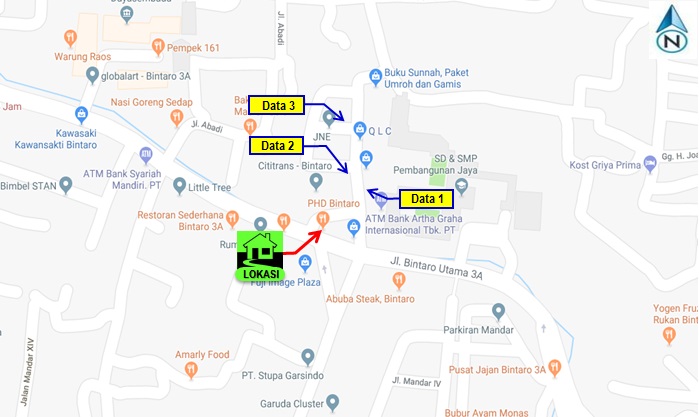 Jl. Abadi
N
Pempek 161
Warung Raos
globalart - Bintaro 3A
Buku Sunnah, Paket
Umroh dan Gamis
Nasi Goreng Sedap
Data 3
Jam
Jl. Abadi
JNE
Q L C
Kawasaki
Kawansakti Bintaro
Data 2
SD & SMP
Pembangunan Jaya
Kost Griya Prima
Gg. H. Jo
ATM Bank Syariah
Mandiri. PT
Cititrans - Bintaro
Bimbel STAN
Little Tree
Data 1
PHD Bintaro
Restoran Sederhana
Bintaro 3A
ATM Bank Artha Graha
Internasional Tbk. PT
Rum
LOKASI
Jl. Bintaro Utama 3A
Fuji Image Plaza
Abuba Steak, Bintaro
Yogen Fruz
Rukan Bint
Parkiran Mandar
Jalan Mandar XIV
Amarly Food
PT. Stupa Garsindo
Pusat Jajan Bintaro 3A
Jl. Mandar IV
Garuda Cluster
Bubur Ayam Monas